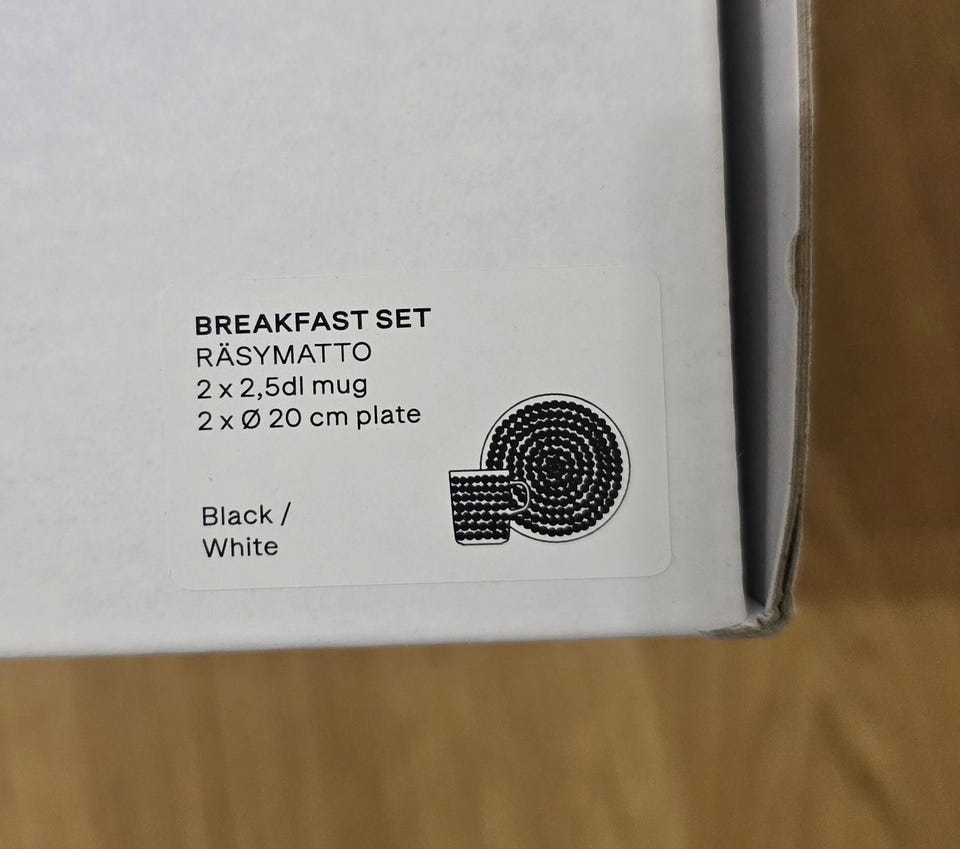 BREAKFAST SET
RÄSYMATTO
2 x 2,5dl mug
2 x Ø 20 cm plate
Black /
White